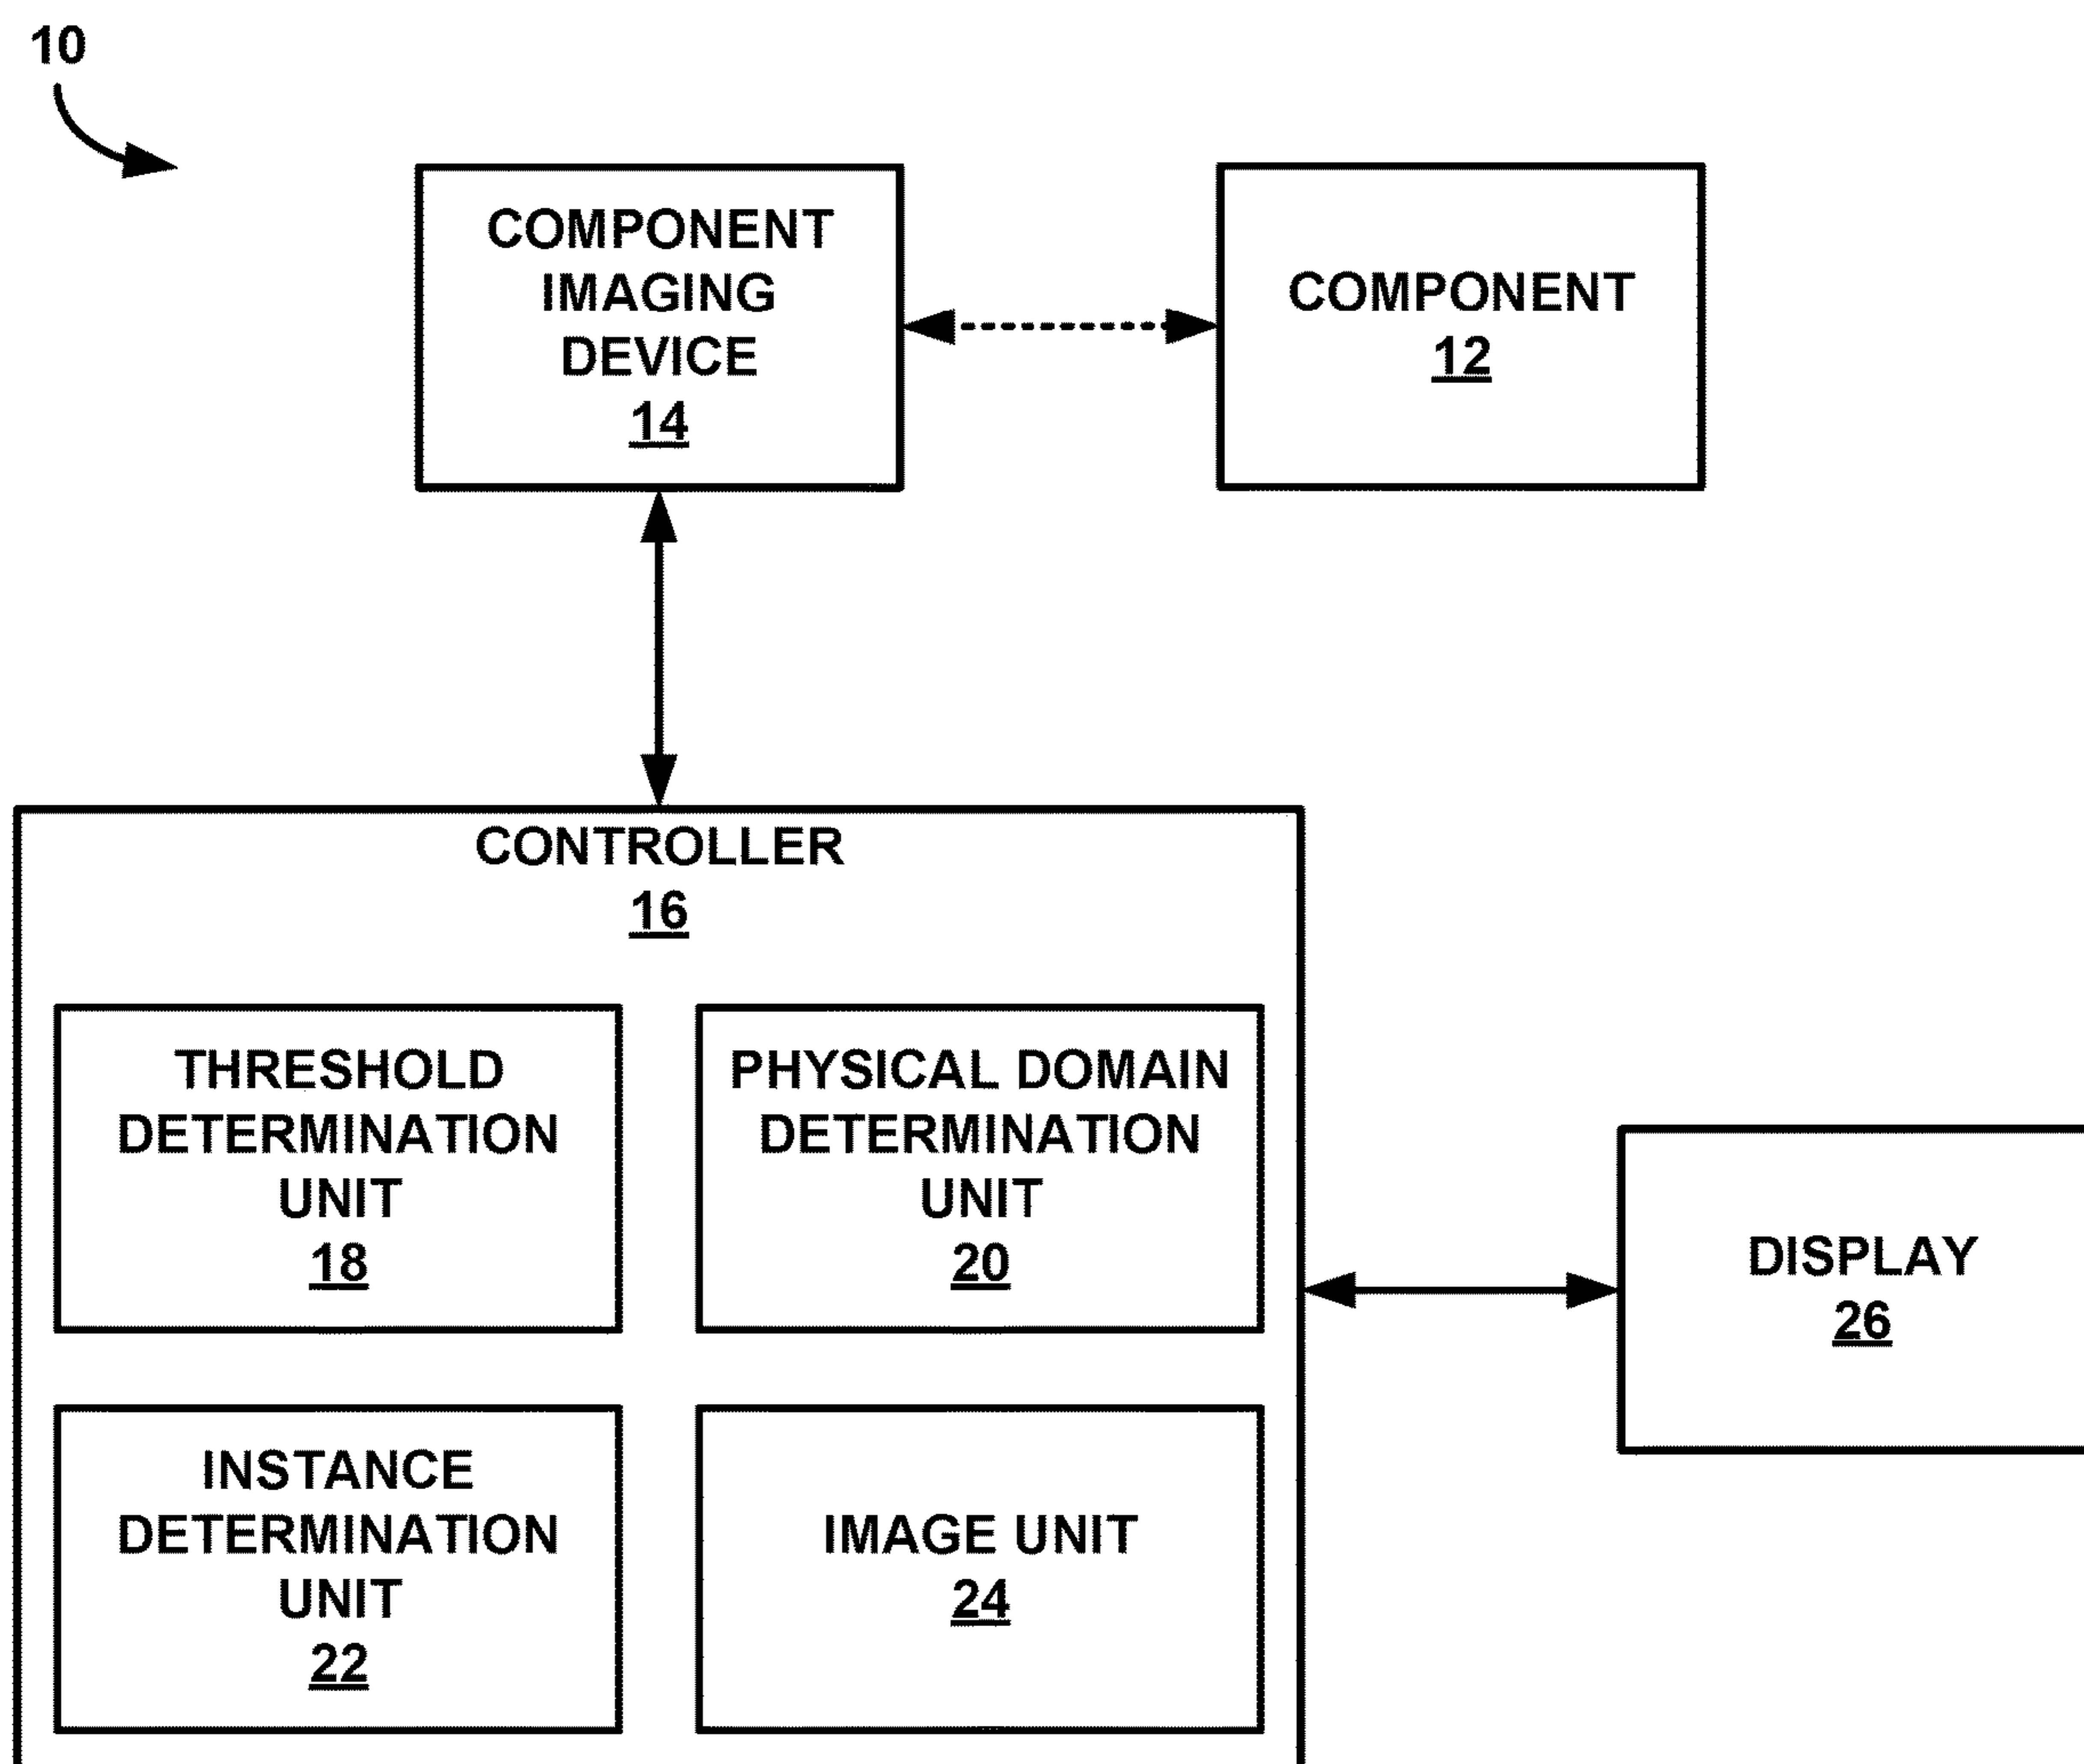 10
COMPONENT
IMAGING
DEVICE
14
COMPONENT
12
CONTROLLER
16
THRESHOLD
DETERMINATION
UNIT
18
PHYSICAL DOMAIN
DETERMINATION
UNIT
20
INSTANCE
DETERMINATION
UNIT
22
IMAGE UNIT
24
DISPLAY
26